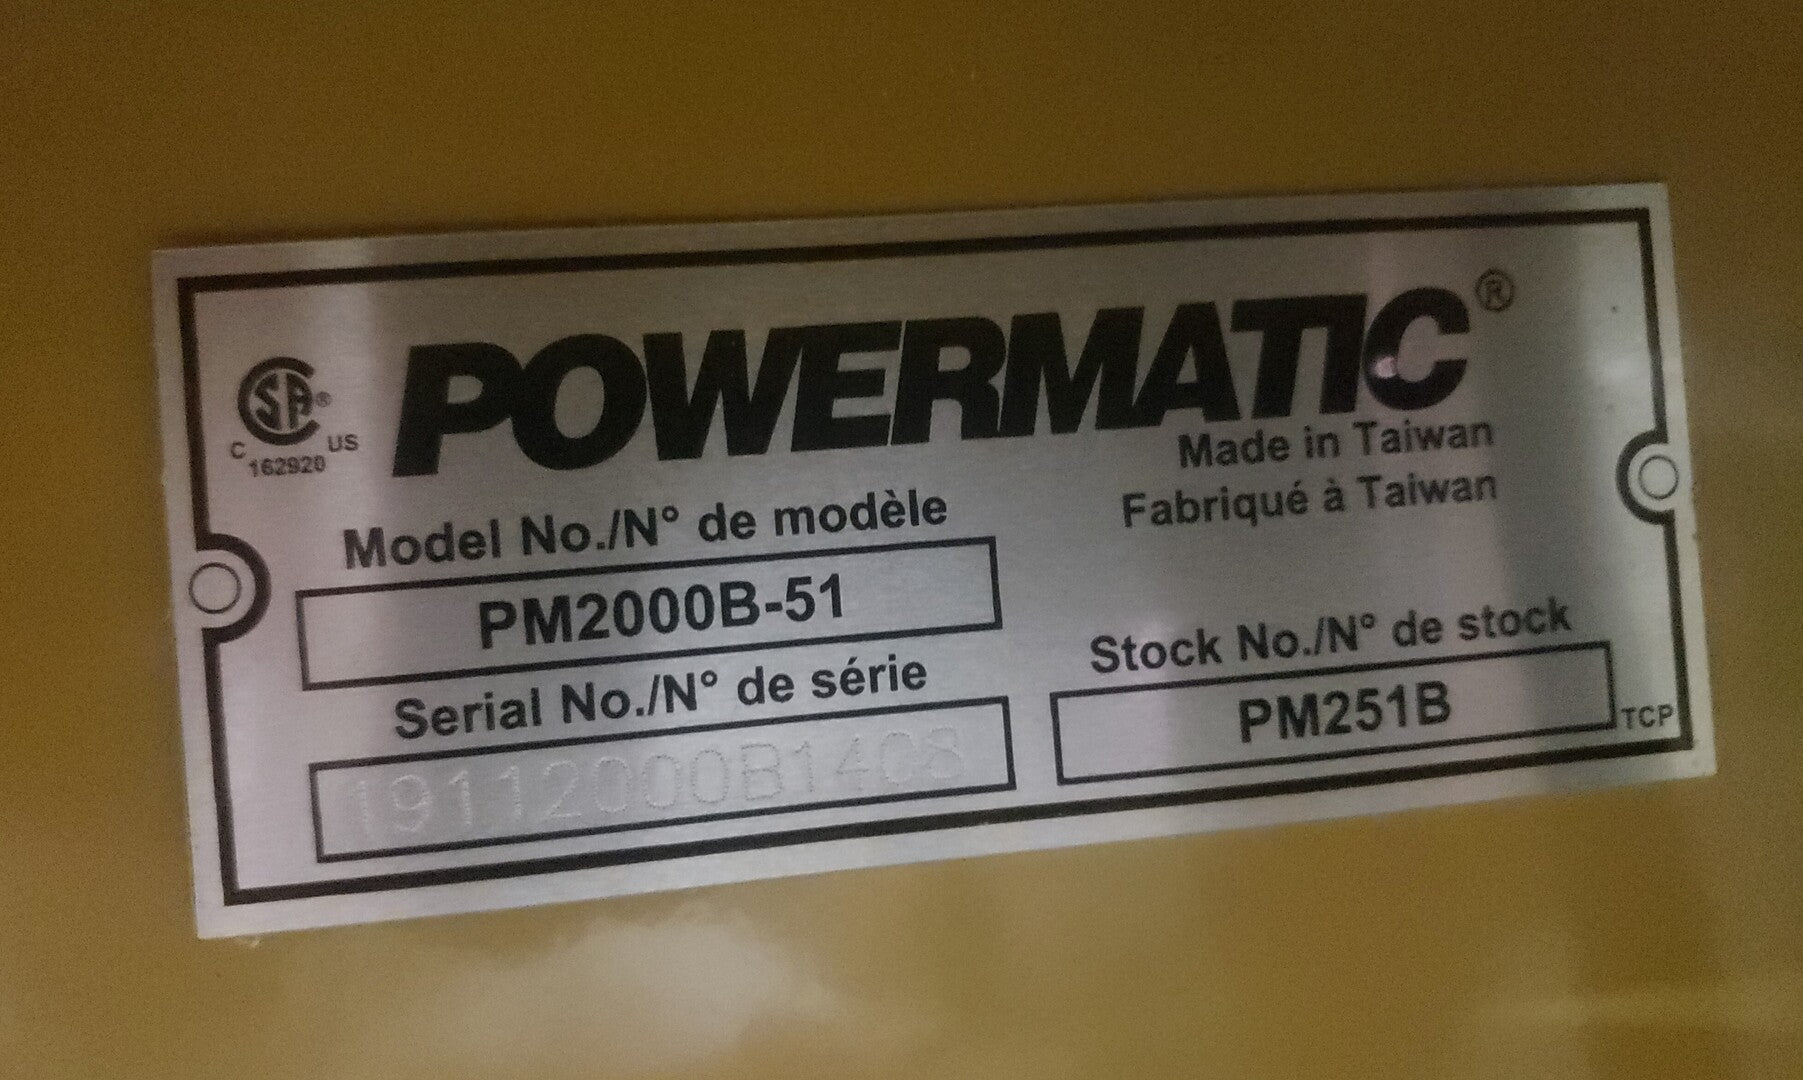 POWERMATIC®
CSA®
C US
162920
Made in Taiwan
Fabriqué à Taiwan
Model No./N° de modèle
PM2000B-51
Serial No./N° de série
19112000B1408
Stock No./N° de stock
PM251B
TCP